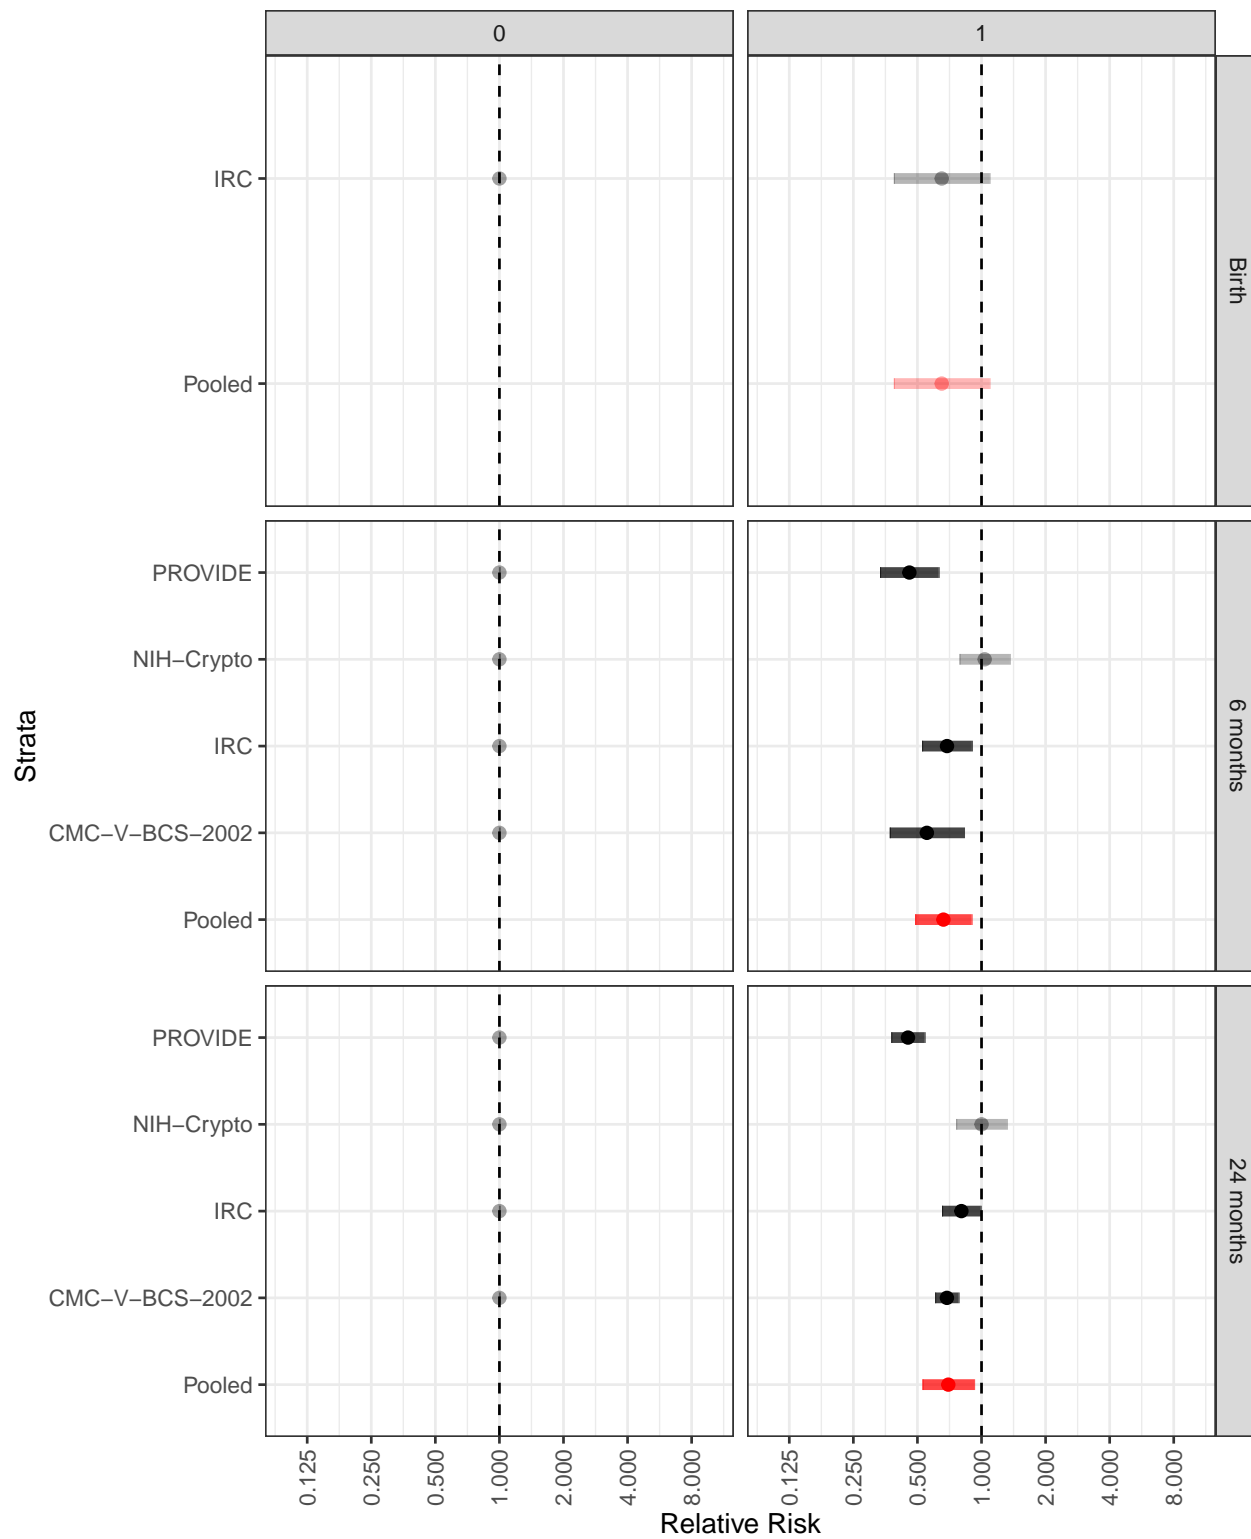 0
1
IRC
Pooled
Birth
PROVIDE
NIH−Crypto
IRC
CMC−V−BCS−2002
Pooled
6 months
PROVIDE
NIH−Crypto
IRC
CMC−V−BCS−2002
Pooled
24 months
Strata
0.125
0.250
0.500
1.000
2.000
4.000
8.000
0.125
0.250
0.500
1.000
2.000
4.000
8.000
Relative Risk